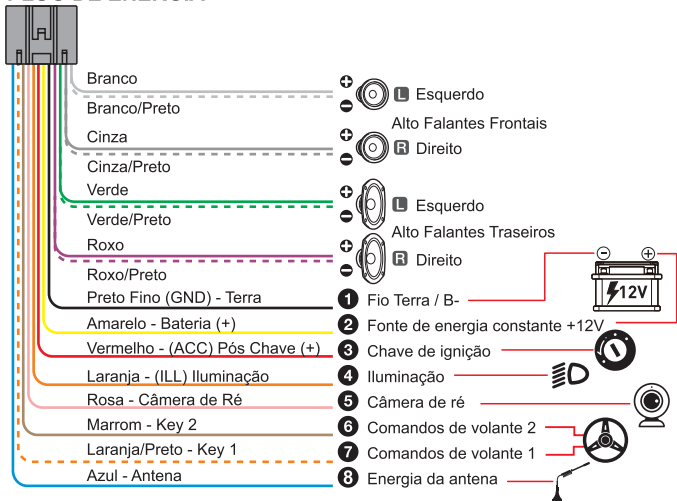 Branco
Branco/Preto
L Esquerdo
Alto Falantes Frontais
Cinza
Cinza/Preto
R Direito
Verde
Verde/Preto
L Esquerdo
Alto Falantes Traseiros
Roxo
Roxo/Preto
R Direito
Preto Fino (GND) - Terra
1 Fio Terra / B-
12V
Amarelo - Bateria (+)
2 Fonte de energia constante +12V
Vermelho - (ACC) Pós Chave (+)
3 Chave de ignição
Laranja - (ILL) Iluminação
4 Iluminação
Rosa - Câmera de Ré
5 Câmera de ré
Marrom - Key 2
6 Comandos de volante 2
Laranja/Preto - Key 1
7 Comandos de volante 1
Azul - Antena
8 Energia da antena